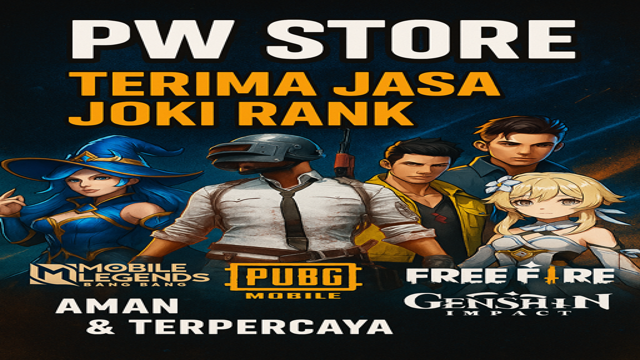 PW STORE
TERIMA JASA
JOKI RANK
MOBILE
LEGENDS
BANG BANG
PUBG
MOBILE
FREE FIRE
GENSHIN
IMPACT
AMAN
& TERPERCAYA